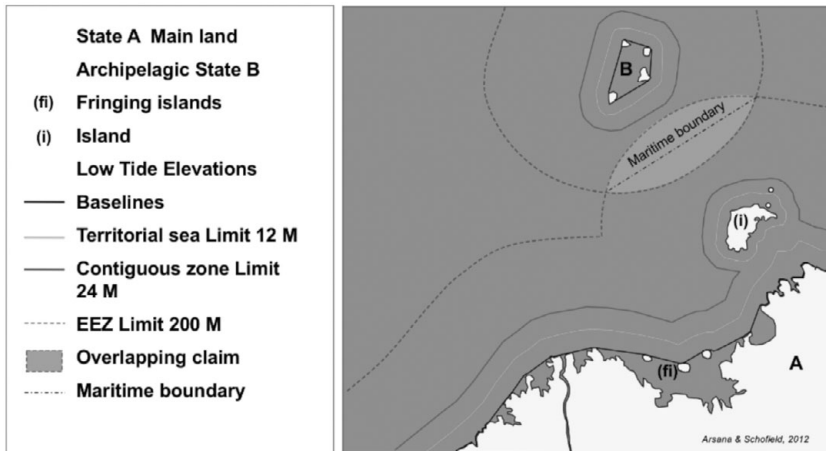 State A Main land
Archipelagic State B
(fi) Fringing islands
(i) Island
Low Tide Elevations
Baselines
Territorial sea Limit 12 M
Contiguous zone Limit
24 M
EEZ Limit 200 M
Overlapping claim
Maritime boundary
B
Maritime boundary
(i)
(fi)
A
Arsana & Schofield, 2012